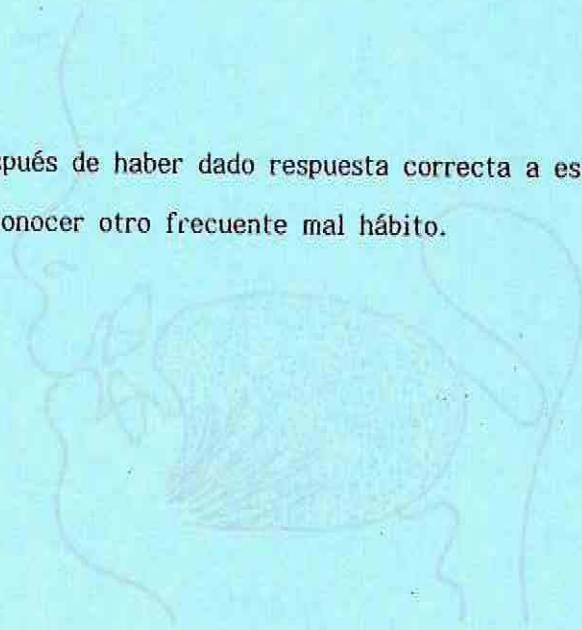 spués de haber dado respuesta correcta a es
onocer otro frecuente mal hábito.